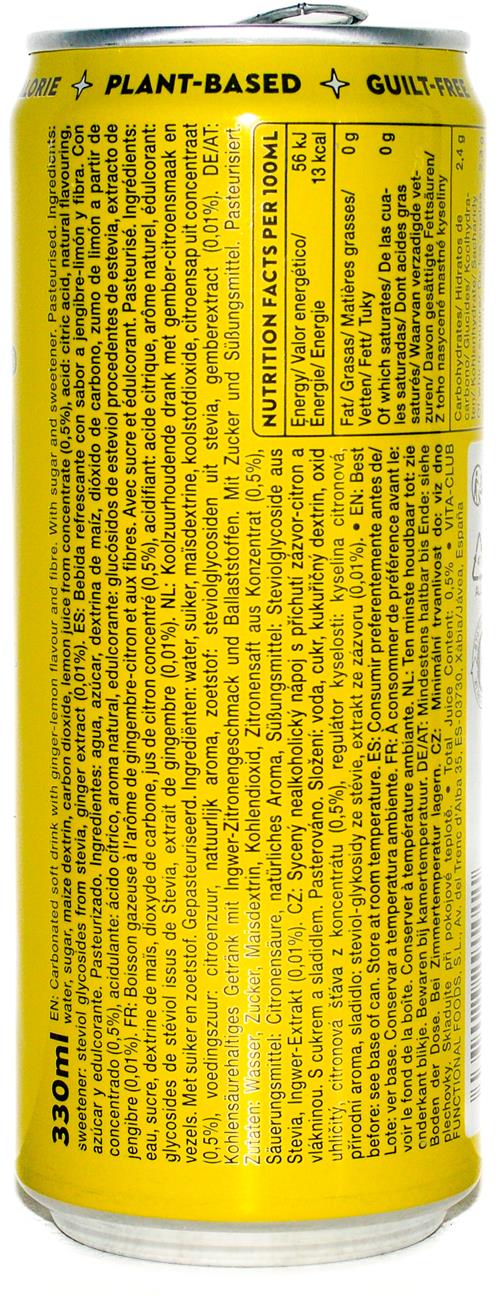 ORIE ✧ PLANT-BASED ✧ GUILT-FREE
330ml
EN: Carbonated soft drink with ginger-lemon flavour and fibre. With sugar and sweetener. Pasteurised. Ingredients:
water, sugar, maize dextrin, carbon dioxide, lemon juice from concentrate (0,5%), acid: citric acid, natural flavouring,
sweetener: steviol glycosides from stevia, ginger extract (0,01%). ES: Bebida refrescante con sabor a jengibre-limón y fibra. Con
azúcar y edulcorante. Pasteurizado. Ingredientes: agua, azúcar, dextrina de maíz, dióxido de carbono, zumo de limón a partir de
concentrado (0,5%), acidulante: ácido cítrico, aroma natural, edulcorante: glucósidos de esteviol procedentes de estevia, extracto de
jengibre (0,01%). FR: Boisson gazeuse à l'arôme de gingembre-citron et aux fibres. Avec sucre et édulcorant. Pasteurisé. Ingrédients:
eau, sucre, dextrine de maïs, dioxyde de carbone, jus de citron concentré (0,5%), acidifiant: acide citrique, arôme naturel, édulcorant:
glycosides de stéviol issus de Stevia, extrait de gingembre (0,01%). NL: Koolzuurhoudende drank met gember-citroensmaak en
vezels. Met suiker en zoetstof. Gepasteuriseerd. Ingrediënten: water, suiker, maisdextrine, koolstofdioxide, citroensap uit concentraat
(0,5%), voedingszuur: citroenzuur, natuurlijk aroma, zoetstof: steviolglycosiden uit stevia, gemberextract (0,01%). DE/AT:
Kohlensäurehaltiges Getränk mit Ingwer-Zitronengeschmack und Ballaststoffen. Mit Zucker und Süßungsmittel. Pasteurisiert.
Zutaten: Wasser, Zucker, Maisdextrin, Kohlendioxid, Zitronensaft aus Konzentrat (0,5%),
Säuerungsmittel: Citronensäure, natürliches Aroma, Süßungsmittel: Steviolglycoside aus
Stevia, Ingwer-Extrakt (0,01%). CZ: Sycený nealkoholický nápoj s příchutí zázvor-citron a
vlákninou. S cukrem a sladidlem. Pasterováno. Složení: voda, cukr, kukuřičný dextrin, oxid
uhličitý, citronová šťáva z koncentrátu (0,5%), regulátor kyselosti: kyselina citronová,
přírodní aroma, sladidlo: steviol-glykosidy ze stévie, extrakt ze zázvoru (0,01%). • EN: Best
before: see base of can. Store at room temperature. ES: Consumir preferentemente antes de/
Lote: ver base. Conservar a temperatura ambiente. FR: À consommer de préférence avant le:
voir le fond de la boîte. Conserver à température ambiante. NL: Ten minste houdbaar tot: zie
onderkant blikje. Bewaren bij kamertemperatuur. DE/AT: Mindestens haltbar bis Ende: siehe
Boden der Dose. Bei Zimmertemperatur lagern. CZ: Minimální trvanlivost do: viz dno
plechovky. Skladujte při pokojové teplotě. • Total Juice Content: 0,5% • VITA-CLUB
FUNCTIONAL FOODS, S.L., Av. del Trenc d'Alba 35, ES-03730, Xàbia/Jávea, España
NUTRITION FACTS PER 100ML
Energy/ Valor energético/ 56 kJ
Energie/ Energie 13 kcal
Fat/ Grasas/ Matières grasses/ 0 g
Vetten/ Fett/ Tuky
Of which saturates/ De las cua- 0 g
les saturadas/ Dont acides gras
saturés/ Waarvan verzadigde vet-
zuren/ Davon gesättigte Fettsäuren/
Z toho nasycené mastné kyseliny
Carbohydrates/ Hidratos de 2,4 g
carbono/ Glucides/ Koolhydra-